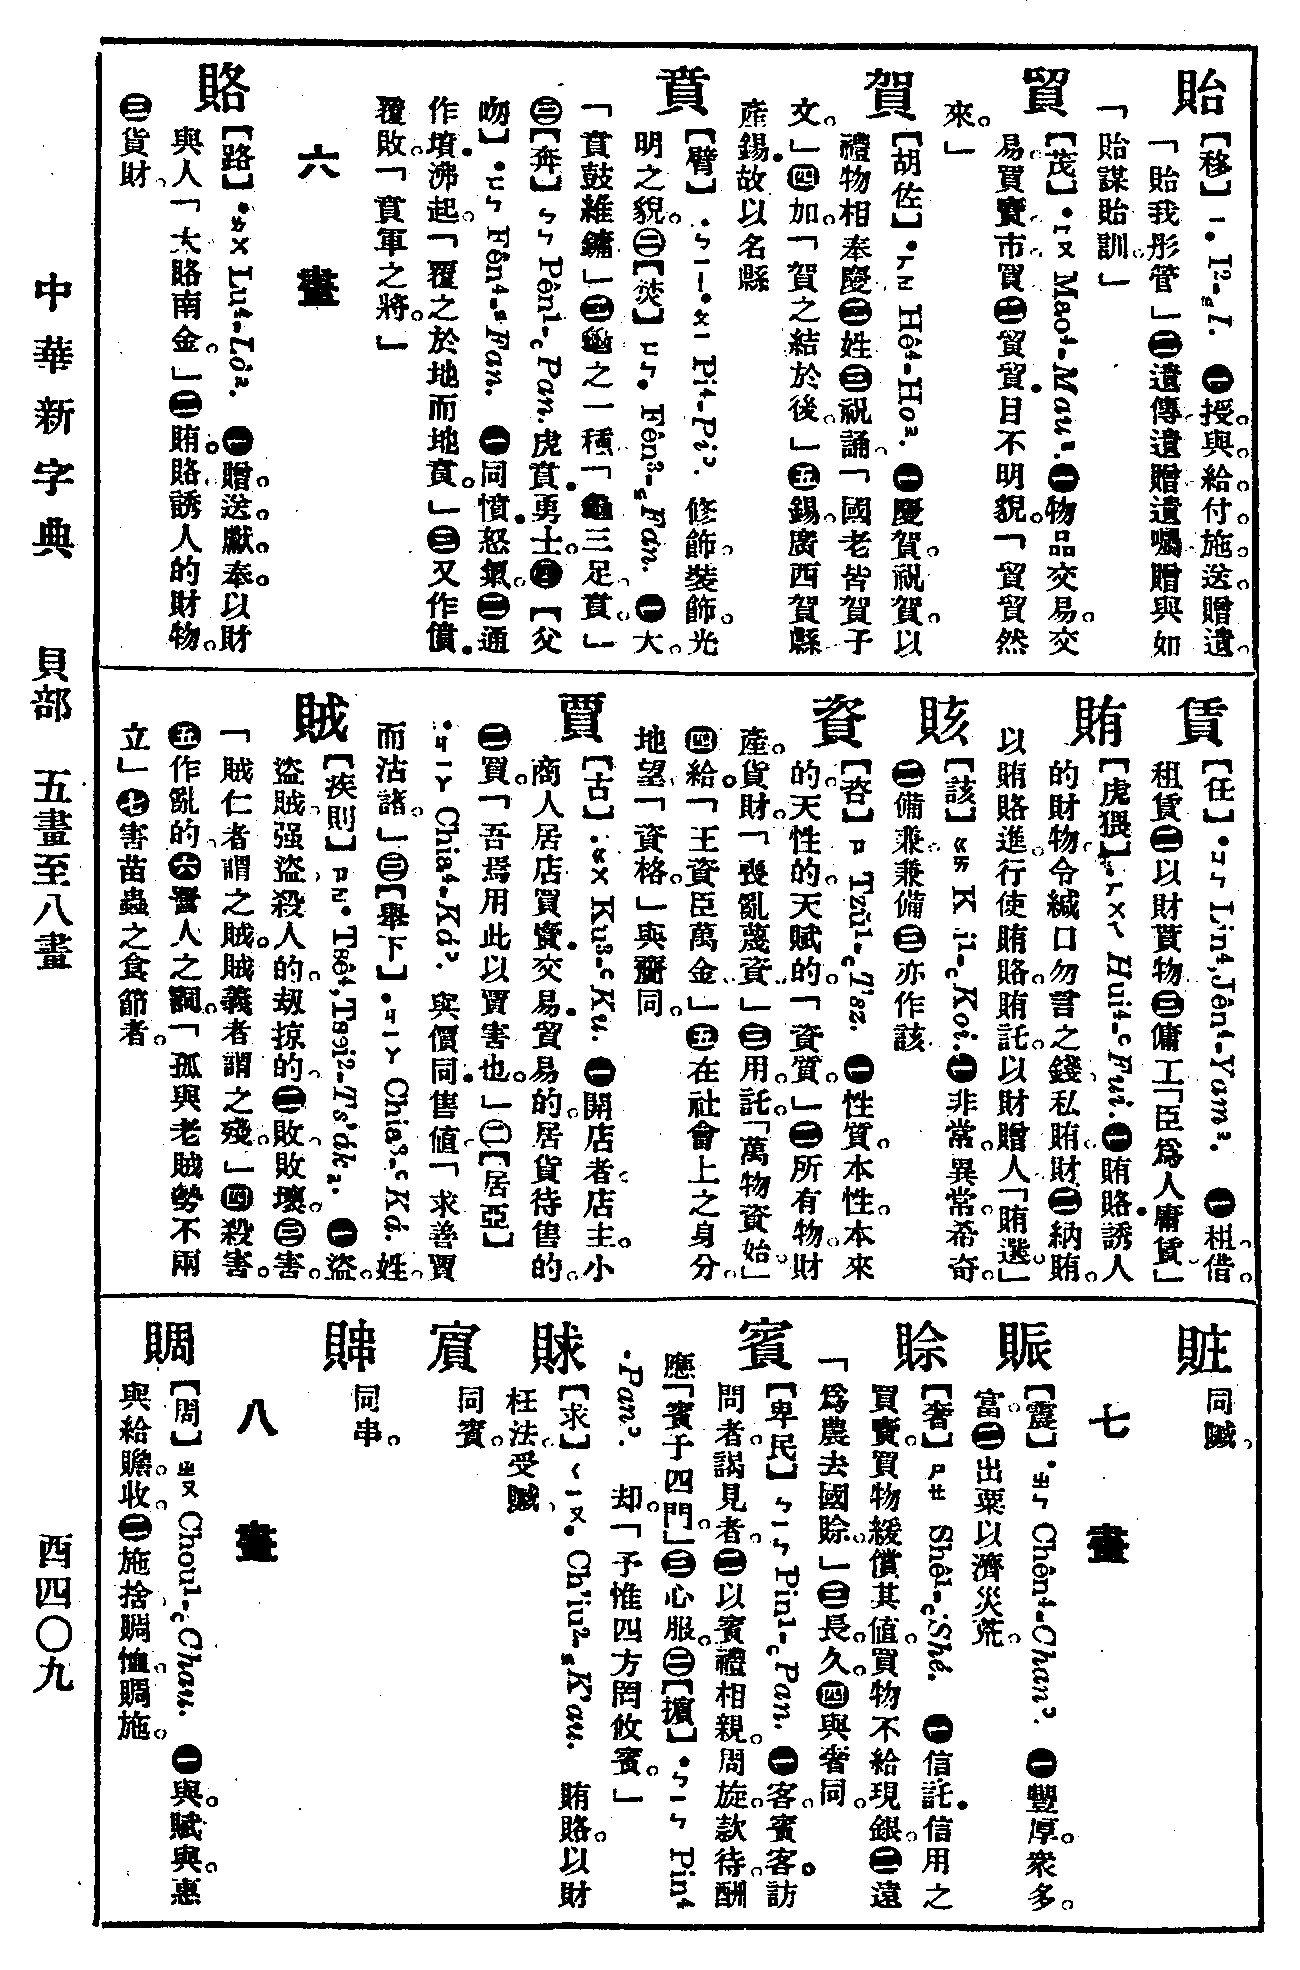 貽
【移】ㄧ• I²-ₛI. ㊀授與。給付。施送。贈遺。
「貽我彤管」㊁遺傳。遺贈。遺囑贈與。如
「貽謀貽訓。」
貿
【茂】•ㄇㄡ Mao⁴-Mau². ㊀物品交易。交
易。買賣。市買。㊁貿貿。目不明貌。「貿貿然
來。」
賀
【胡佐】•ㄏㄜ Hê⁴-Ho². ㊀慶賀。祝賀。以
禮物相奉慶㊁姓㊂祝誦。「國老皆賀子
文。」㊃加。「賀之結於後。」㊄錫。廣西賀縣
產錫。故以名縣
賁
【臂】•ㄅㄧ Pi⁴-Pi'. 修飾。裝飾。光
明之貌。㊁【焚】ㄈㄣ• Fên²-ₛFan. ㊀大。
「賁鼓維鏞」㊁龜之一種「龜三足。賁。」
㊂【奔】ㄅㄣ Pên¹-Pan. 虎賁。勇士。㊃【父
吻】•ㄈㄣ Fên⁴-Fan. ㊀同憤。怒氣。㊁通
作墳。沸起。「覆之於地而地賁。」㊂又作僨。
覆敗。「賁軍之將。」
六 畫
賂
【路】•ㄌㄨ Lu⁴-Lò². ㊀贈送。獻奉。以財
與人「大賂南金。」㊁賄賂。誘人的財物。
㊂貨財。
賃
【任】•ㄖㄣ Lin⁴,Jên⁴-Yam². ㊀租借。
租賃㊁以財賃物㊂傭工「臣爲人庸賃」
賄
【虎猥】•ㄏㄨㄟ Hui⁴-Fui. ㊀賄賂。誘人
的財物。令緘口勿言之錢。私賄財㊁納賄。
以賄賂進行。使賄賂。賄託。以財贈人「賄選」
賅
【該】ㄍㄞ Kai¹-Koi. ㊀非常。異常。希奇。
㊁備。兼。兼備㊂亦作該
資
【咨】ㄗ Tzŭ¹-Tsz. ㊀性質。本性。本來
的。天性的。天賦的。「資質。」㊁所有物。財
產。貨財。「喪亂蔑資」㊂用。託。「萬物資始」
㊃給。「王資臣萬金」㊄在社會上之身分。
地望。「資格。」與齎同。
賈
【古】•ㄍㄨ Ku³-Ku. ㊀開店者。店主。小
商人。居店買賣。交易。貿易的。居貨待售的。
㊁買。「吾焉用此以賈害也。」㊁【居亞】
•ㄐㄧㄚ Chia⁴-Ká'. 與價同。售值「求善賈
而沽諸。」㊂【舉下】•ㄐㄧㄚ Chia³-Ká. 姓。
賊
【疾則】ㄗㄜ• Tsê⁴,Tsei²-Ts'ák₂. ㊀盜。
盜賊。强盜。殺人的。刼掠的。㊁敗。敗壞。㊂害。
「賊仁者謂之賊。賊義者謂之殘。」㊃殺害。
㊄作亂的。㊅詈人之詞。「孤與老賊勢不兩
立」㊆害苗蟲之食節者。
賍
同贓。
七 畫
賑
【震】•ㄓㄣ Chên⁴-Chan'. ㊀豐厚。衆多。
富。㊁出粟以濟災荒。
賒
【奢】ㄕㄝ Shê¹-Shé. ㊀信託。信用之
買賣。買物緩償其値。買物不給現銀。㊁遠
「爲農去國賒。」㊂長久。㊃與奢同。
賓
【卑民】ㄅㄧㄣ Pin¹-Pan. ㊀客。賓客。訪
問者。謁見者。㊁以賓禮相親。周旋。款待。酬
應「賓于四門」㊂心服。㊁【擯】•ㄅㄧㄣ Pin⁴
-Pan'. 却。「予惟四方罔攸賓。」
賕
【求】ㄑㄧㄡ• Ch'iu²-ₛK'au. 賄賂。以財
枉法。受贓。
賔
同賓。
賗
同串。
八 畫
賙
【周】ㄓㄡ Chou¹-Chau. ㊀與。賦與。惠
與。給。贍。收。㊁施捨。賙恤。賙施。
中華新字典 貝部 五畫至八畫 酉四〇九